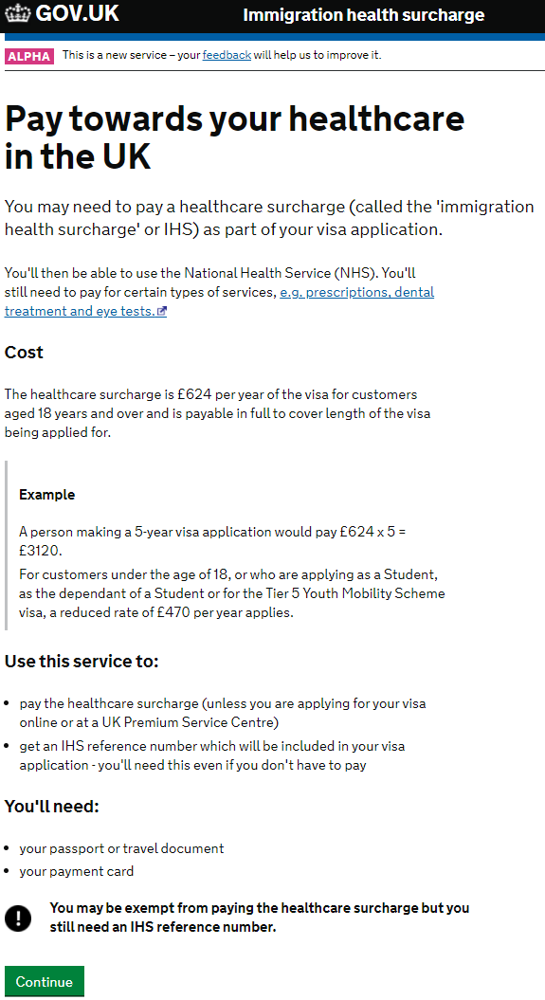 GOV.UK
Immigration health surcharge
ALPHA This is a new service – your feedback will help us to improve it.
Pay towards your healthcare
in the UK
You may need to pay a healthcare surcharge (called the 'immigration
health surcharge' or IHS) as part of your visa application.
You'll then be able to use the National Health Service (NHS). You'll
still need to pay for certain types of services, e.g. prescriptions, dental
treatment and eye tests.
Cost
The healthcare surcharge is £624 per year of the visa for customers
aged 18 years and over and is payable in full to cover length of the visa
being applied for.
Example
A person making a 5-year visa application would pay £624 x 5 =
£3120.
For customers under the age of 18, or who are applying as a Student,
as the dependant of a Student or for the Tier 5 Youth Mobility Scheme
visa, a reduced rate of £470 per year applies.
Use this service to:
• pay the healthcare surcharge (unless you are applying for your visa
online or at a UK Premium Service Centre)
• get an IHS reference number which will be included in your visa
application - you'll need this even if you don't have to pay
You'll need:
• your passport or travel document
• your payment card
! You may be exempt from paying the healthcare surcharge but you
still need an IHS reference number.
Continue